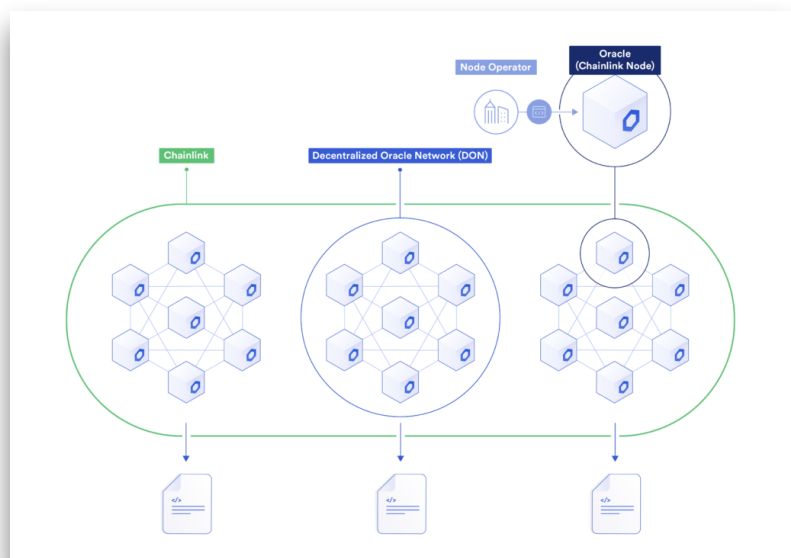 Oracle
(Chainlink Node)
Node Operator
</>
Chainlink
Decentralized Oracle Network (DON)
</>
</>
</>